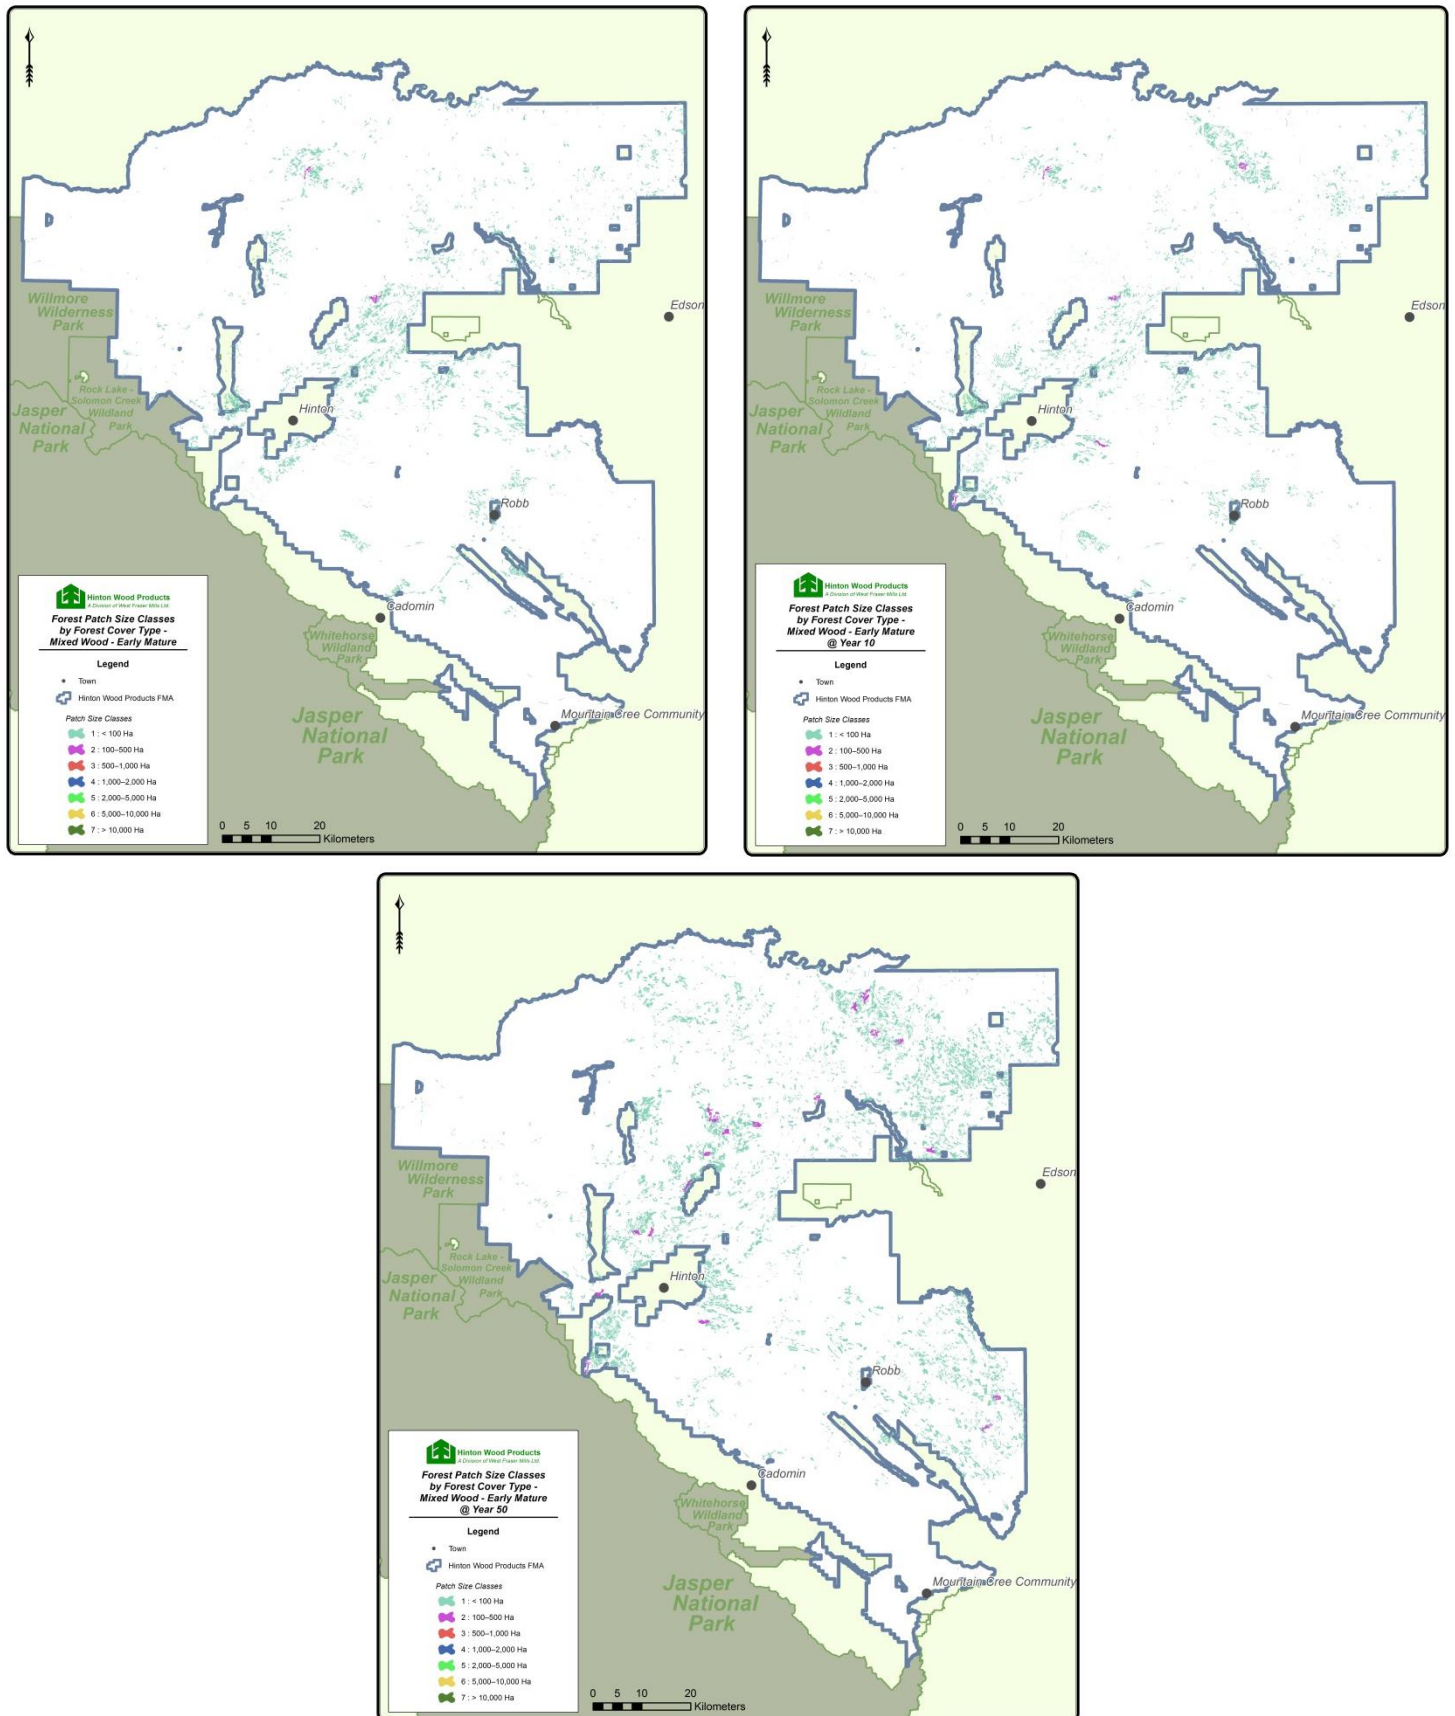 Willmore
Wilderness
Park
Edson
Rock Lake -
Solomon Creek
Wildland
Park
Jasper
National
Park
Hinton
Robb
Cadomin
Whitehorse
Wildland
Park
Mountain Cree Community
Jasper
National
Park
Hinton Wood Products
A Division of West Fraser Mills Ltd.
Forest Patch Size Classes
by Forest Cover Type -
Mixed Wood - Early Mature
Legend
Town
Hinton Wood Products FMA
Patch Size Classes
1 : < 100 Ha
2 : 100–500 Ha
3 : 500–1,000 Ha
4 : 1,000–2,000 Ha
5 : 2,000–5,000 Ha
6 : 5,000–10,000 Ha
7 : > 10,000 Ha
0 5 10 20
Kilometers
Willmore
Wilderness
Park
Edson
Rock Lake -
Solomon Creek
Wildland
Park
Jasper
National
Park
Hinton
Robb
Cadomin
Whitehorse
Wildland
Park
Mountain Cree Community
Jasper
National
Park
Hinton Wood Products
A Division of West Fraser Mills Ltd.
Forest Patch Size Classes
by Forest Cover Type -
Mixed Wood - Early Mature
@ Year 10
Legend
Town
Hinton Wood Products FMA
Patch Size Classes
1 : < 100 Ha
2 : 100–500 Ha
3 : 500–1,000 Ha
4 : 1,000–2,000 Ha
5 : 2,000–5,000 Ha
6 : 5,000–10,000 Ha
7 : > 10,000 Ha
0 5 10 20
Kilometers
Willmore
Wilderness
Park
Edson
Rock Lake -
Solomon Creek
Wildland
Park
Jasper
National
Park
Hinton
Robb
Cadomin
Whitehorse
Wildland
Park
Mountain Cree Community
Jasper
National
Park
Hinton Wood Products
A Division of West Fraser Mills Ltd.
Forest Patch Size Classes
by Forest Cover Type -
Mixed Wood - Early Mature
@ Year 50
Legend
Town
Hinton Wood Products FMA
Patch Size Classes
1 : < 100 Ha
2 : 100–500 Ha
3 : 500–1,000 Ha
4 : 1,000–2,000 Ha
5 : 2,000–5,000 Ha
6 : 5,000–10,000 Ha
7 : > 10,000 Ha
0 5 10 20
Kilometers